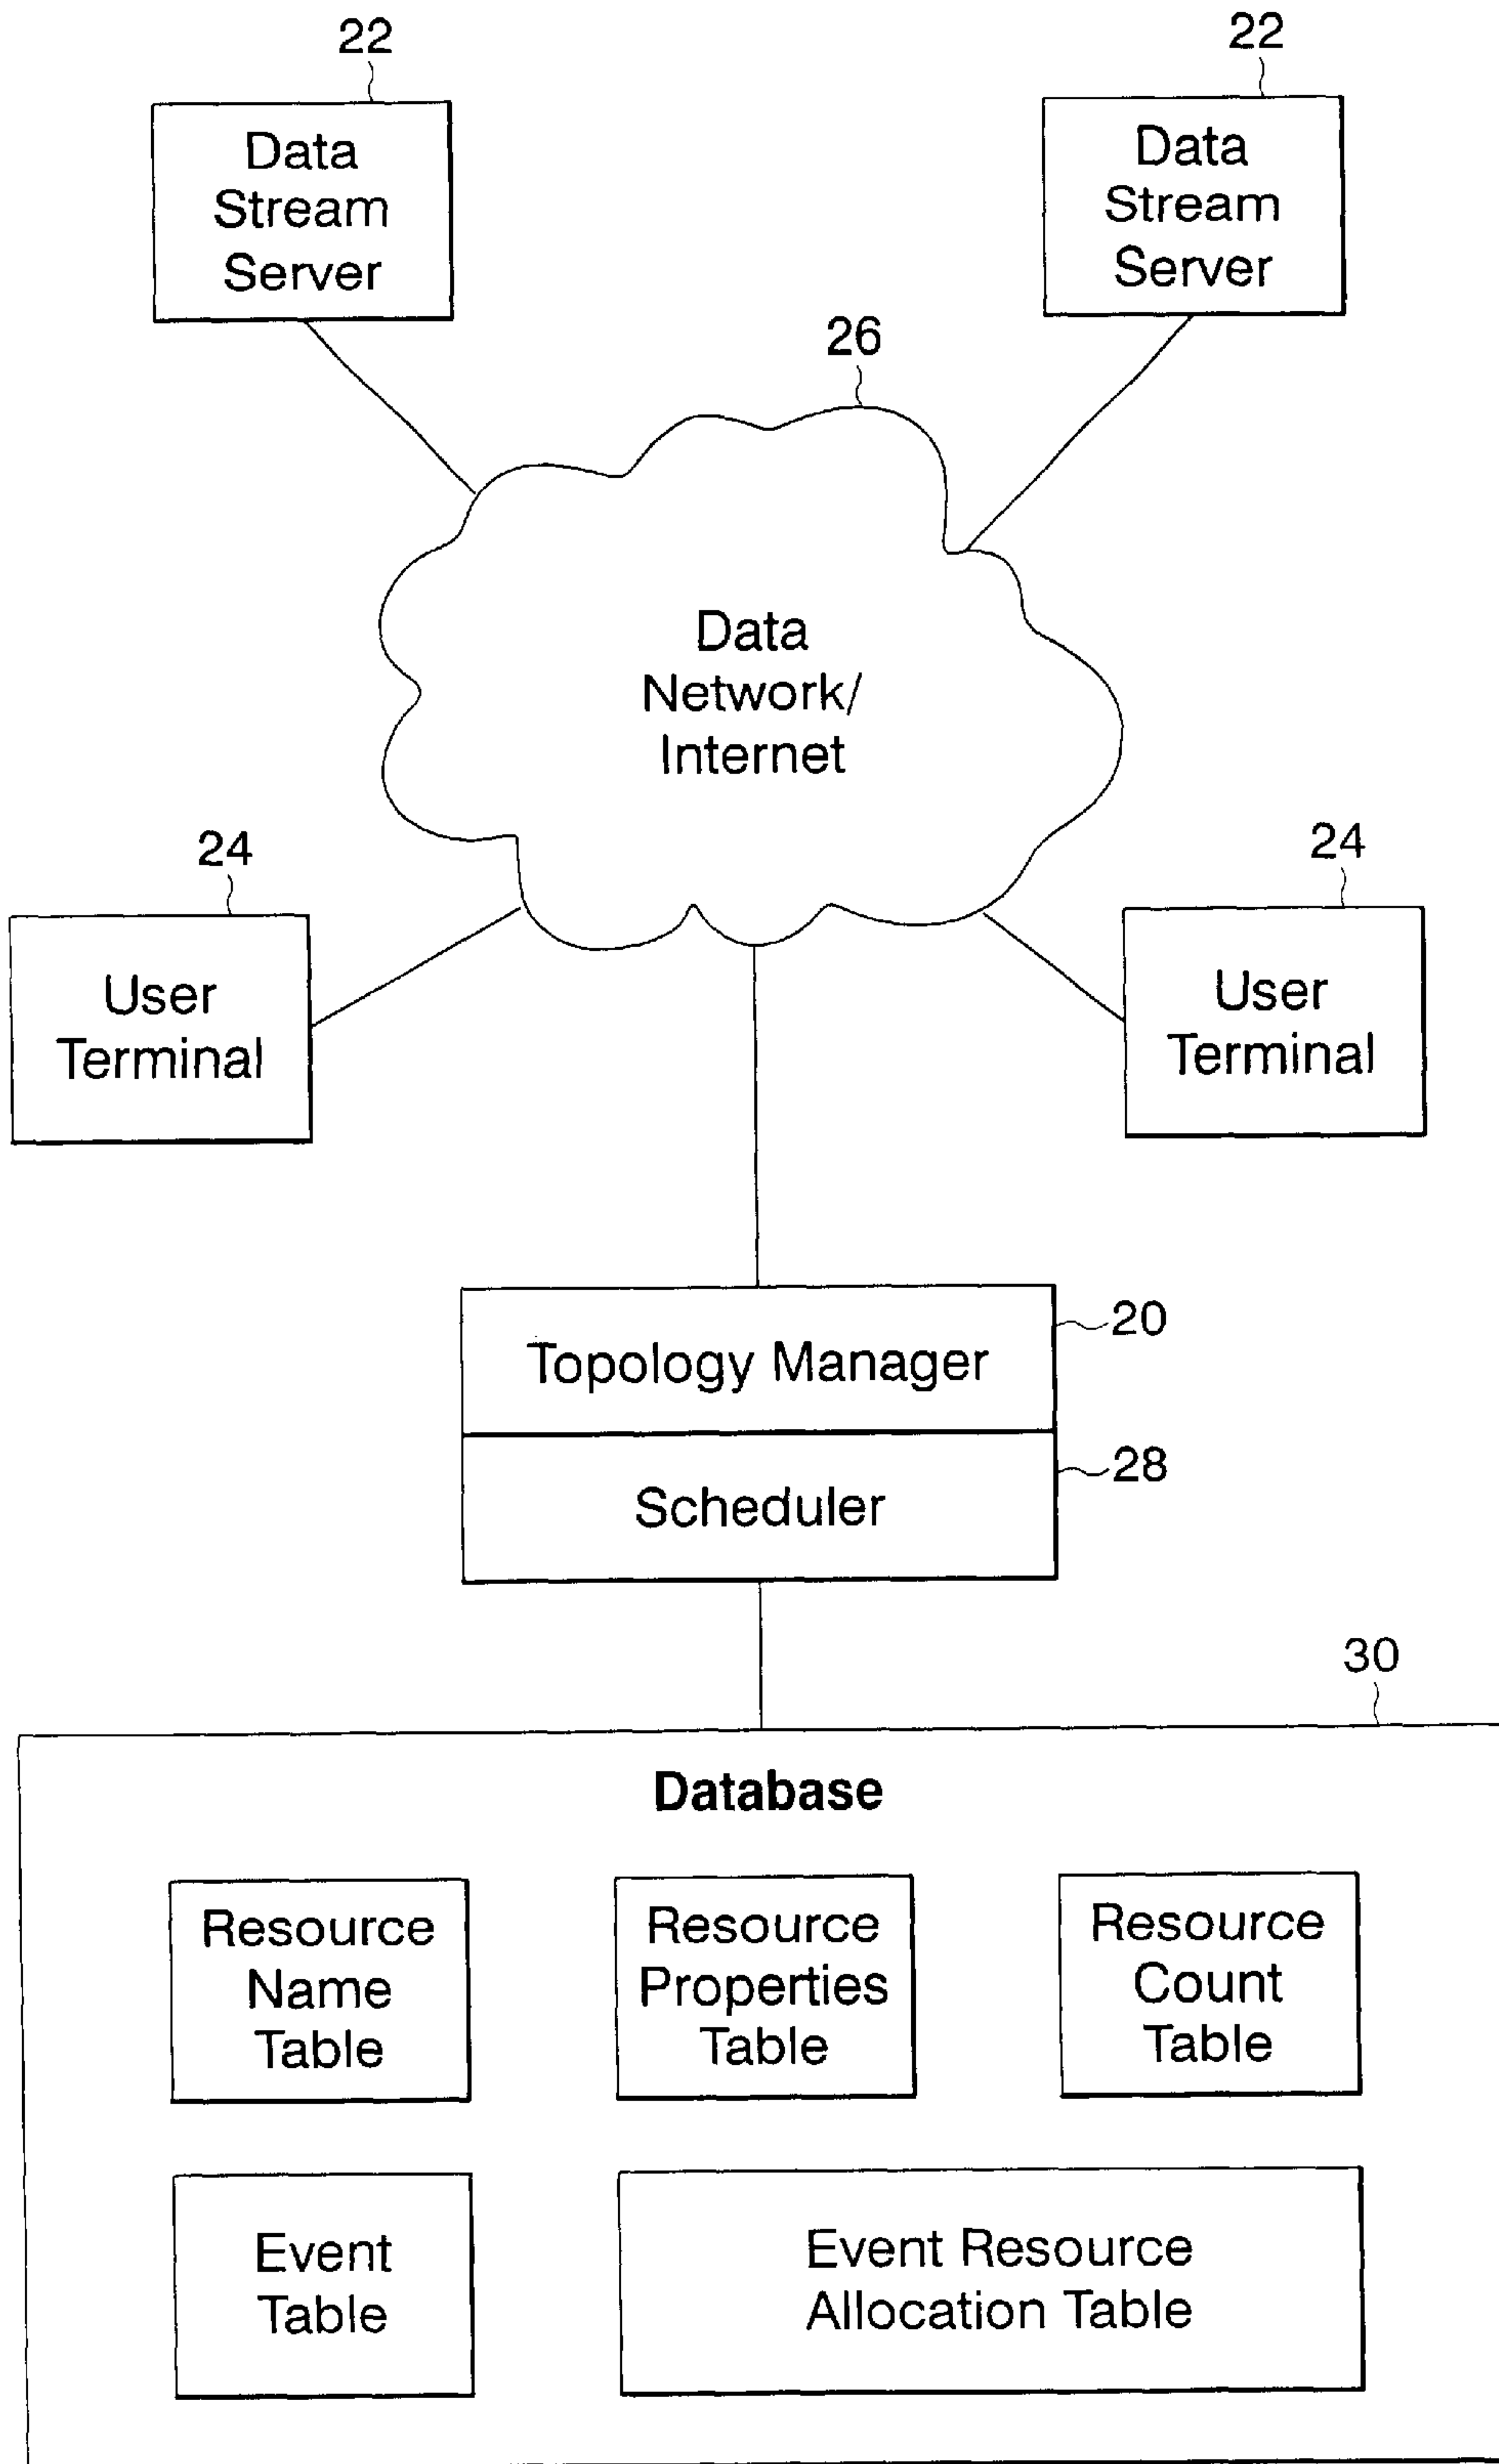 22
22
Data
Stream
Server
Data
Stream
Server
26
Data
Network/
Internet
24
24
User
Terminal
User
Terminal
20
Topology Manager
28
Scheduler
30
Database
Resource
Name
Table
Resource
Properties
Table
Resource
Count
Table
Event
Table
Event Resource
Allocation Table